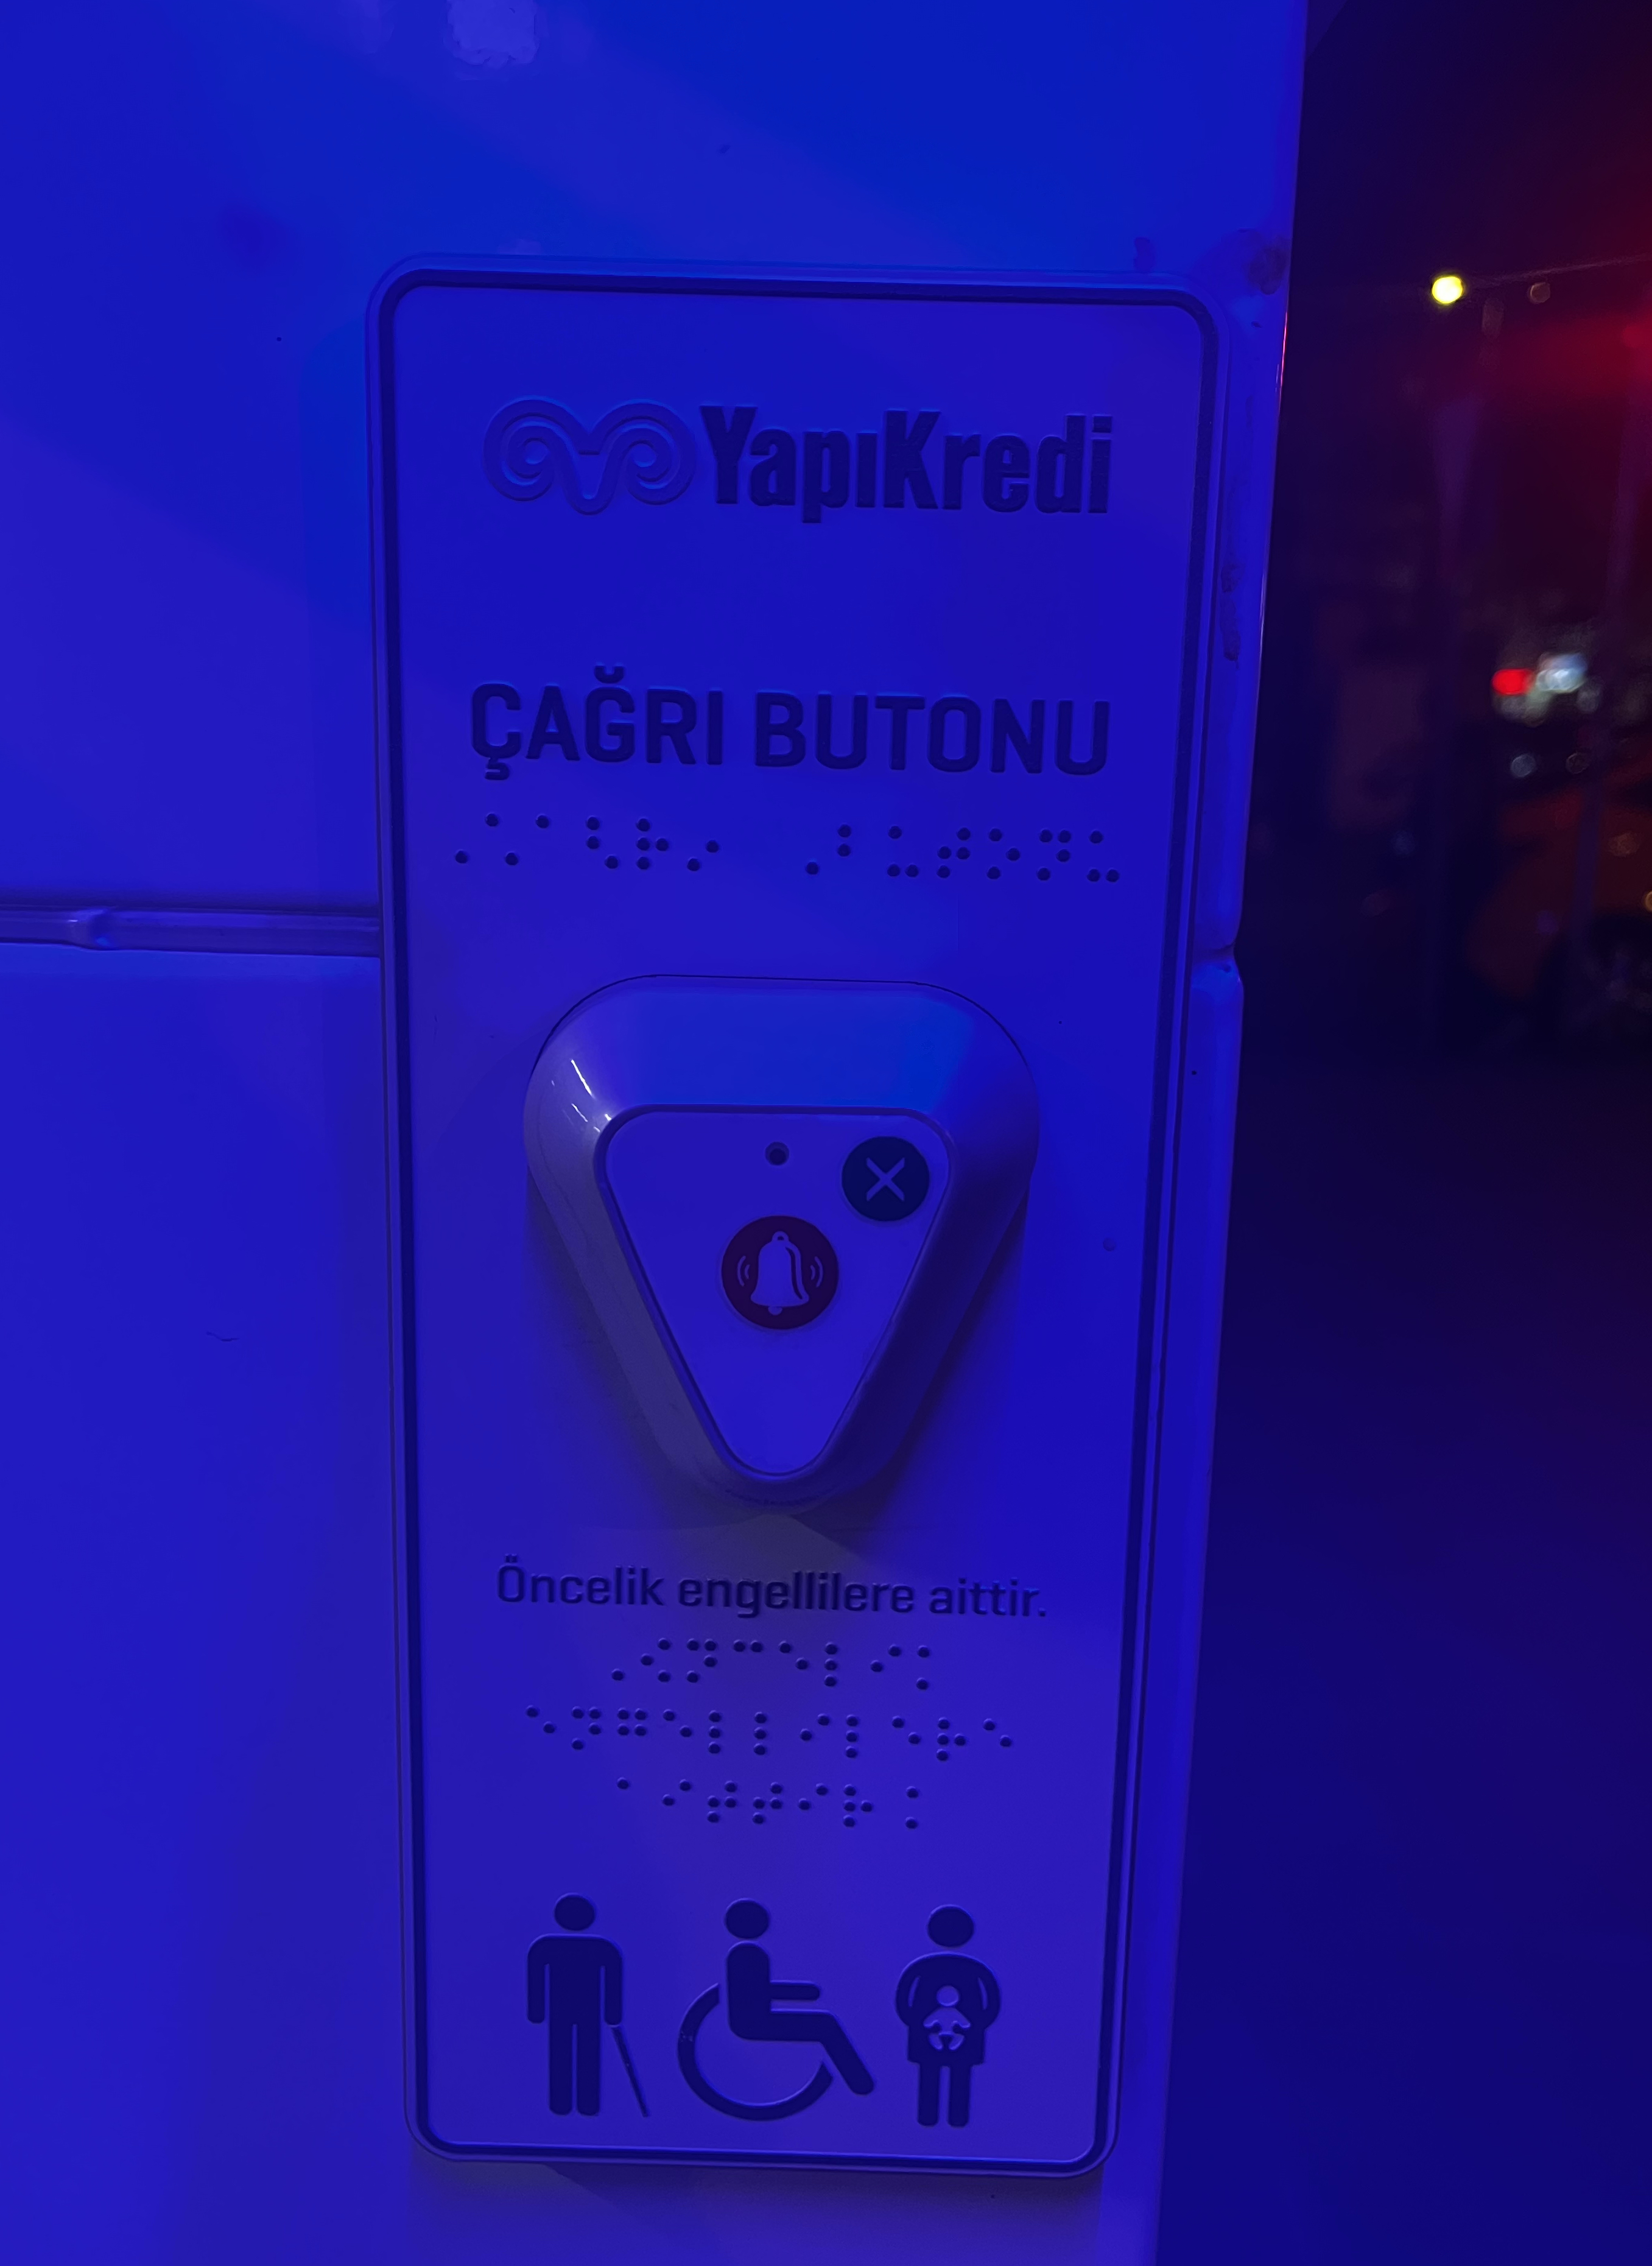 YapıKredi
ÇAĞRI BUTONU
Öncelik engellilere aittir.